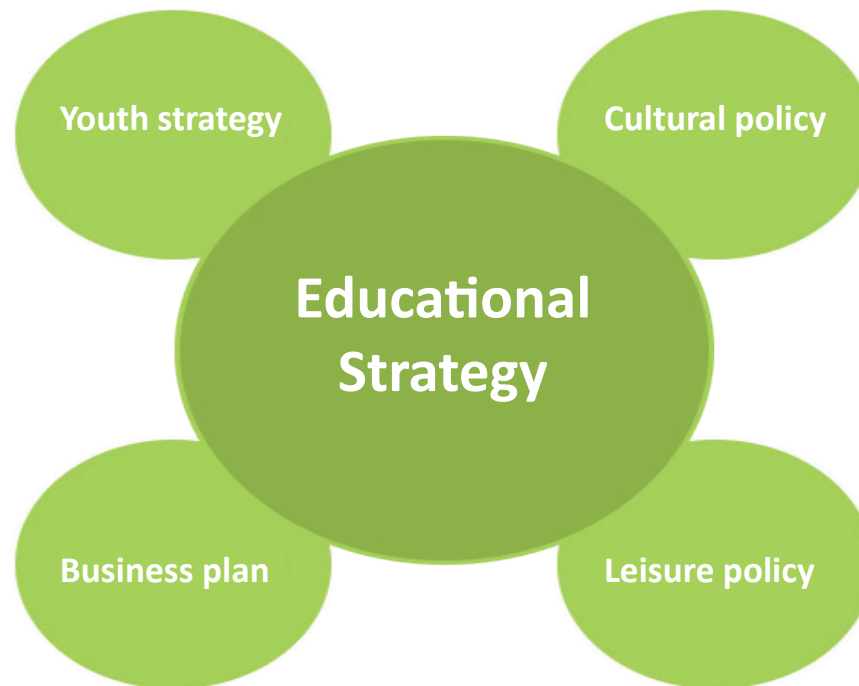 Youth strategy
Cultural policy
Educational
Strategy
Business plan
Leisure policy